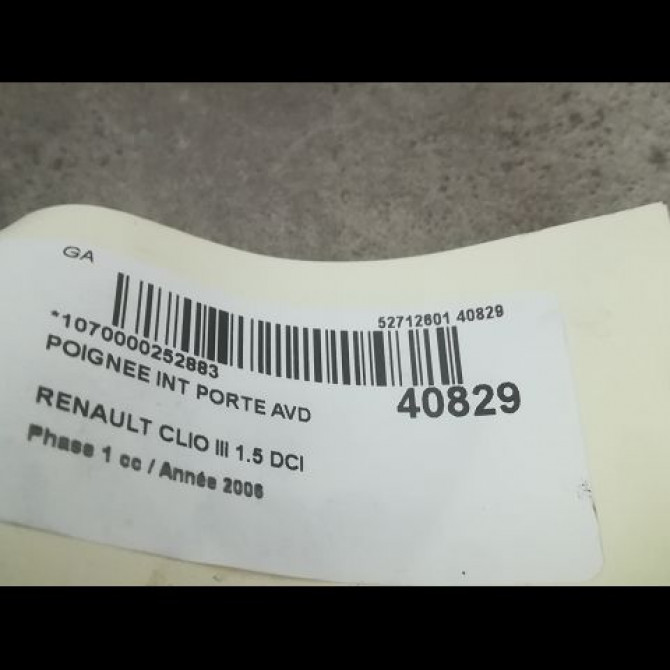 GA
52712601 40829
*1070000252883
POIGNEE INT PORTE AVD
40829
RENAULT CLIO III 1.5 DCI
Phase 1 cc / Année 2006